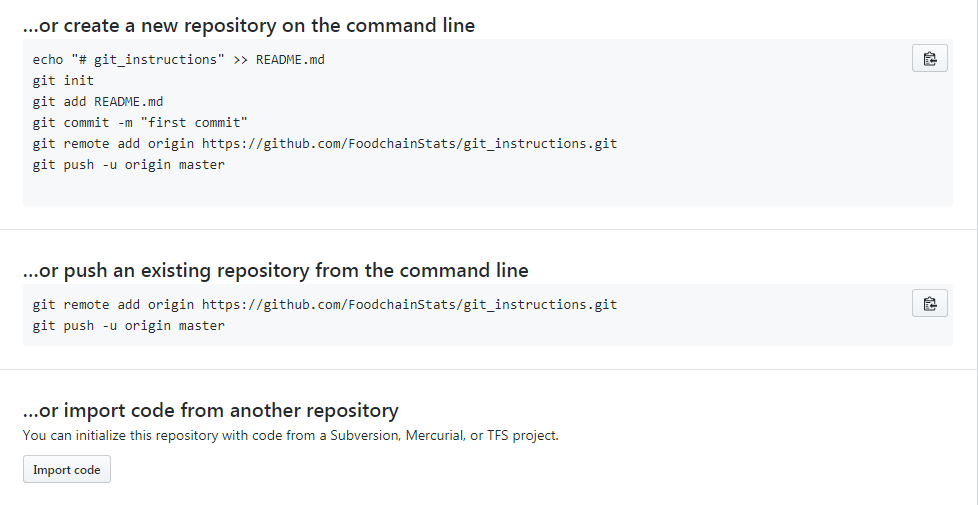 ...or create a new repository on the command line
echo "# git_instructions" >> README.md
git init
git add README.md
git commit -m "first commit"
git remote add origin https://github.com/FoodchainStats/git_instructions.git
git push -u origin master
...or push an existing repository from the command line
git remote add origin https://github.com/FoodchainStats/git_instructions.git
git push -u origin master
...or import code from another repository
You can initialize this repository with code from a Subversion, Mercurial, or TFS project.
Import code